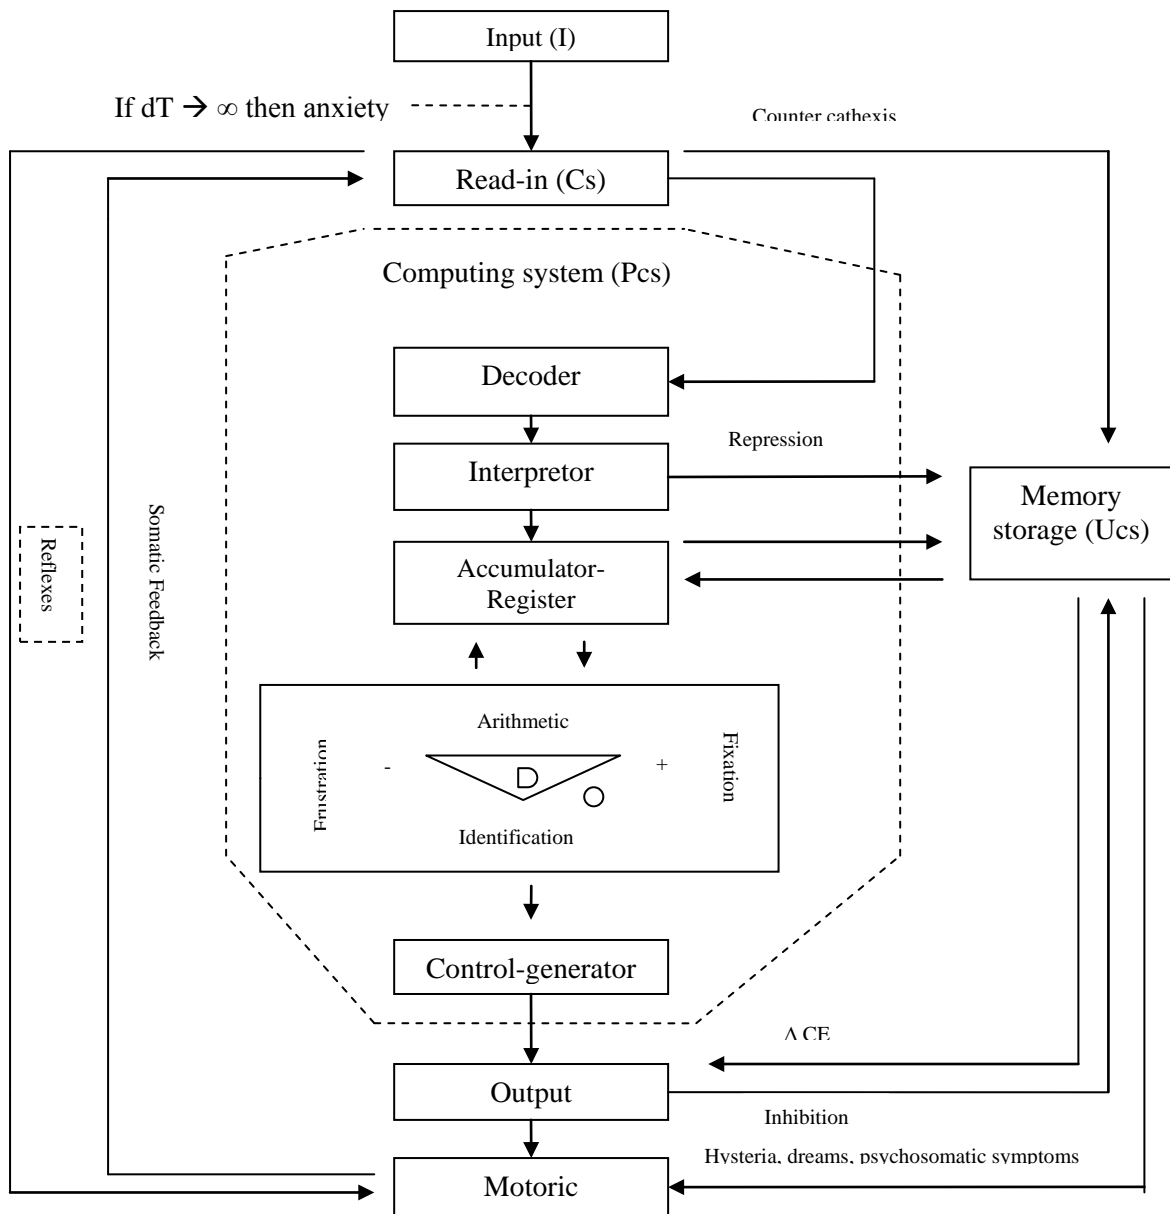 Input (I)
If dT → ∞ then anxiety
Counter cathexis
Read-in (Cs)
Computing system (Pcs)
Decoder
Repression
Interpretor
Memory
storage (Ucs)
Accumulator-
Register
Reflexes
Somatic Feedback
Arithmetic
Frustration
-
D
O
+
Fixation
Identification
Control-generator
Δ CE
Output
Inhibition
Hysteria, dreams, psychosomatic symptoms
Motoric